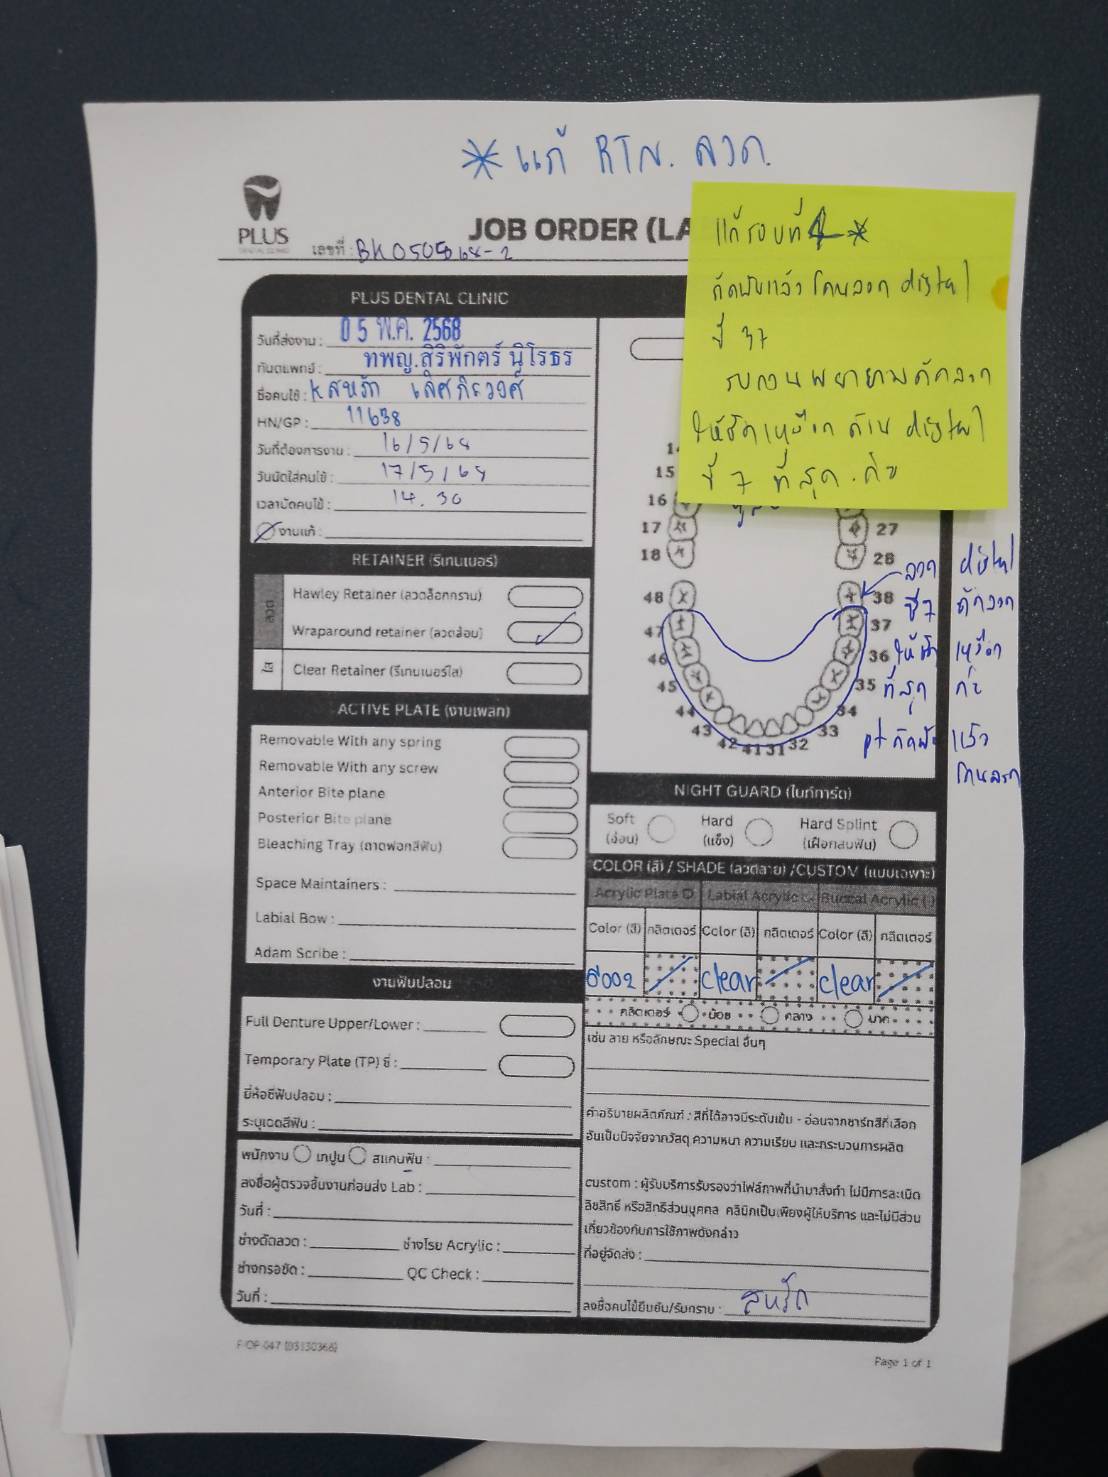 * แก้ RTN. ลวด.
PLUS
DENTAL CLINIC
JOB ORDER (LA
เลขที่ : BK050568-2
แก้รอบที่ 4 *
กัดฟันแล้วโดนลวด distal
ซี่ 37
รบกวนพยายามดัดลวด
ให้ชิดเหงือก ด้าน distal
ซี่ 7 ที่สุด.ค่ะ
PLUS DENTAL CLINIC
วันที่ส่งงาน : 05 พ.ค. 2568
ทันตแพทย์ : ทพญ.สิริพักตร์ นิโรธร
ชื่อคนไข้ : K สหรัก
HN/GP : 11638
วันที่ต้องการงาน : 16/5/68
วันนัดใส่คนไข้ : 17/5/68
เวลานัดคนไข้ : 14.30
งานแก้ :
15
16
17
18
27
28
48
47
46
45
44
43
42
41
31
32
33
34
35
36
37
38
ลวด distal
ซี่ 7 ดัดลวด
ให้ชิดเหงือก
ที่สุด ค่ะ
pt กัดฟันแล้ว
โดนลวด
RETAINER (รีเทนเนอร์)
ลวด
Hawley Retainer (ลวดล็อกกราม)
Wraparound retainer (ลวดล้อม)
ใส
Clear Retainer (รีเทนเนอร์ใส)
ACTIVE PLATE (งานเพลท)
Removable With any spring
Removable With any screw
Anterior Bite plane
Posterior Bite plane
Bleaching Tray (ถาดฟอกสีฟัน)
Space Maintainers :
Labial Bow :
Adam Scribe :
งานฟันปลอม
Full Denture Upper/Lower :
Temporary Plate (TP) ซี่ :
ยี่ห้อซี่ฟันปลอม :
ระบุเฉดสีฟัน :
พนักงาน เทปูน สแกนฟัน :
ลงชื่อผู้ตรวจชิ้นงานก่อนส่ง Lab :
วันที่ :
ช่างดัดลวด : ช่างโรย Acrylic :
ช่างกรอขัด : QC Check :
วันที่ :
NIGHT GUARD (ไนท์การ์ด)
Soft (อ่อน) Hard (แข็ง) Hard Splint (เฝือกสบฟัน)
COLOR (สี) / SHADE (ลวดลาย) /CUSTOM (แบบเฉพาะ)
Acrylic Plate Labial Acrylic Buccal Acrylic
Color (สี) กลิตเตอร์ Color (สี) กลิตเตอร์ Color (สี) กลิตเตอร์
clear clear
กลิตเตอร์ น้อย กลาง มาก
เช่น ลาย หรือลักษณะ Special อื่นๆ
คำอธิบายผลิตภัณฑ์ : สีที่ได้อาจมีระดับเข้ม - อ่อนจากชาร์ทสีที่เลือก
อันเป็นปัจจัยจากวัสดุ ความหนา ความเรียบ และกระบวนการผลิต
custom : ผู้รับบริการรับรองว่าไฟล์ภาพที่นำมาสั่งทำ ไม่มีการละเมิด
ลิขสิทธิ์ หรือสิทธิส่วนบุคคล คลินิกเป็นเพียงผู้ให้บริการ และไม่มีส่วน
เกี่ยวข้องกับการใช้ภาพดังกล่าว
ที่อยู่จัดส่ง :
ลงชื่อคนไข้ยืนยัน/รับทราบ : สหรัก
F-OP-047 (03130368)
Page 1 of 1